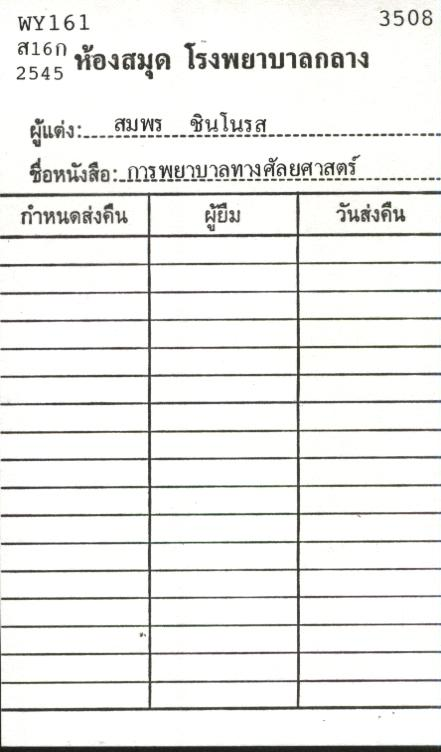 WY161 3508
ส16ก
2545 ห้องสมุด โรงพยาบาลกลาง
ผู้แต่ง: สมพร ชินโนรส
ชื่อหนังสือ: การพยาบาลทางศัลยศาสตร์
กำหนดส่งคืน ผู้ยืม วันส่งคืน